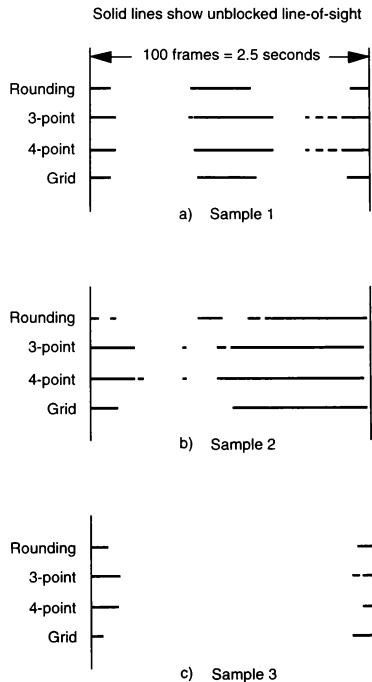 Solid lines show unblocked line-of-sight
100 frames = 2.5 seconds
Rounding
3-point
4-point
Grid
a) Sample 1
Rounding
3-point
4-point
Grid
b) Sample 2
Rounding
3-point
4-point
Grid
c) Sample 3